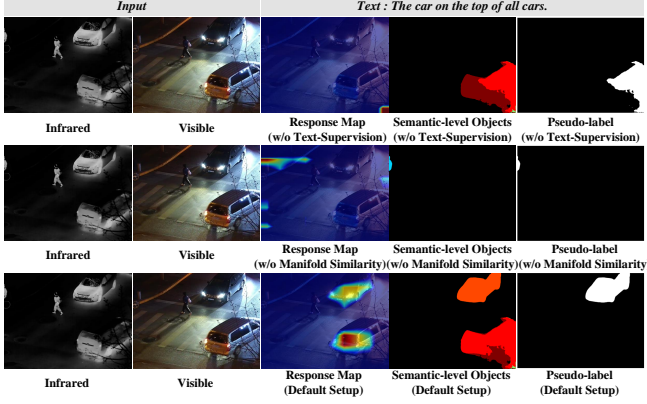 Input Text : The car on the top of all cars.
Infrared Visible Response Map Semantic-level Objects Pseudo-label
(w/o Text-Supervision) (w/o Text-Supervision) (w/o Text-Supervision)
Infrared Visible Response Map Semantic-level Objects Pseudo-label
(w/o Manifold Similarity) (w/o Manifold Similarity) (w/o Manifold Similarity
Infrared Visible Response Map Semantic-level Objects Pseudo-label
(Default Setup) (Default Setup) (Default Setup)